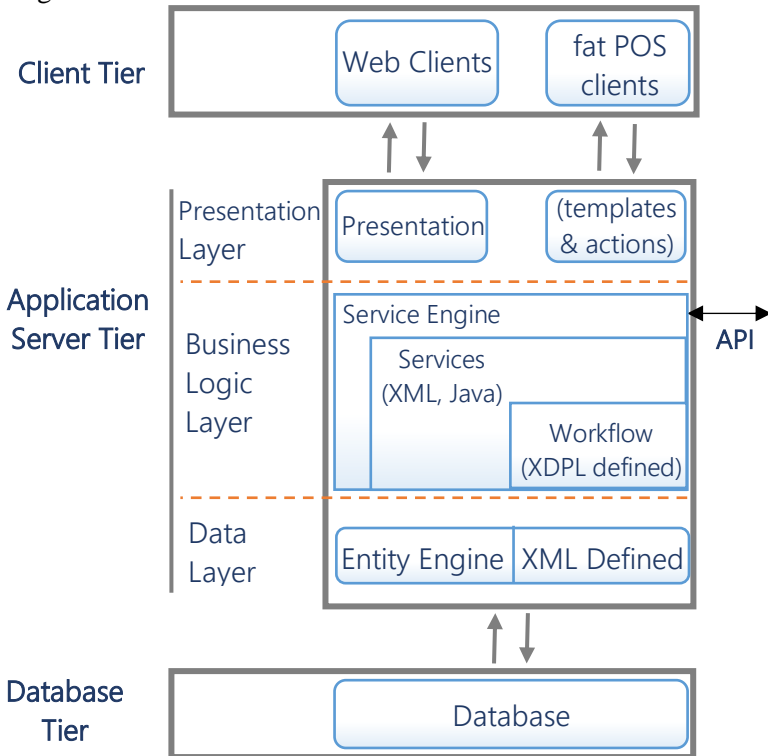 Client Tier
Web Clients
fat POS
clients
Presentation
Layer
Presentation
(templates
& actions)
Application
Server Tier
Business
Logic
Layer
Service Engine
Services
(XML, Java)
Workflow
(XDPL defined)
API
Data
Layer
Entity Engine
XML Defined
Database
Tier
Database